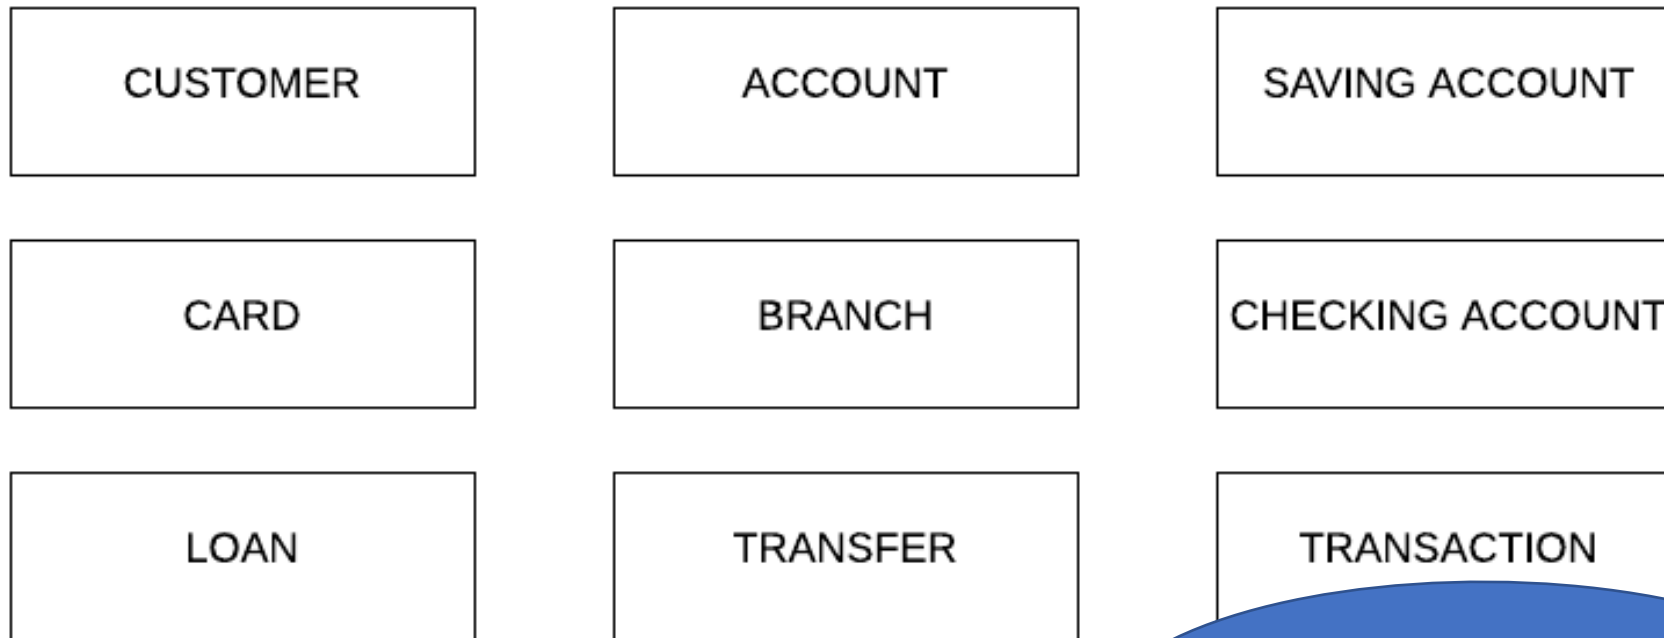 CUSTOMER
ACCOUNT
SAVING ACCOUNT
CARD
BRANCH
CHECKING ACCOUNT
LOAN
TRANSFER
TRANSACTION